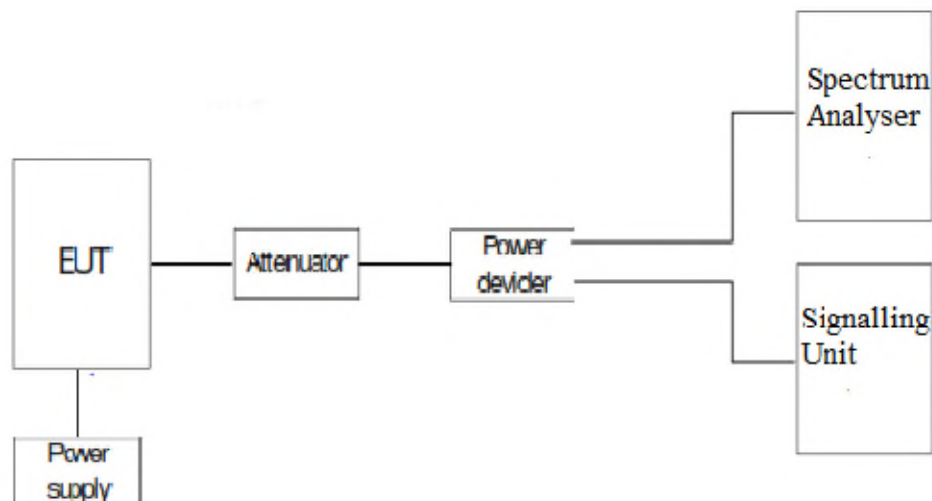 Spectrum
Analyser
EUT
Attenuator
Power
devider
Signalling
Unit
Power
supply